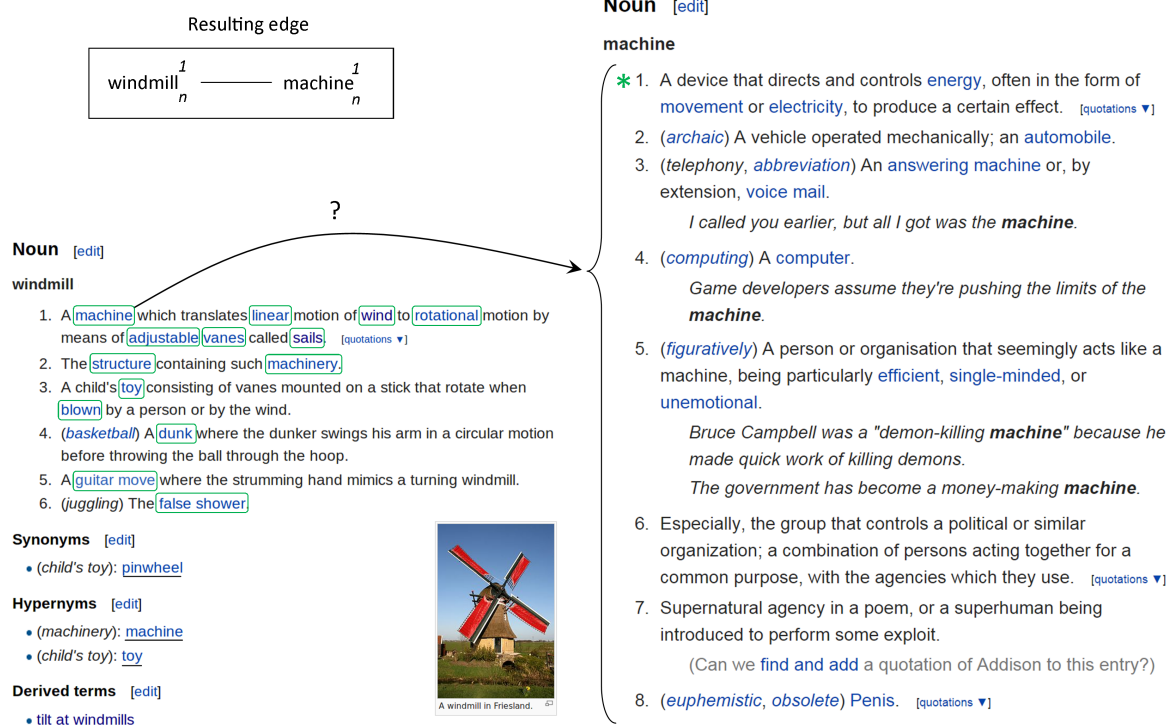 Resulting edge
windmill 1 n machine 1 n
?
Noun [edit]
windmill
1. A machine which translates linear motion of wind to rotational motion by
means of adjustable vanes called sails. [quotations ▼]
2. The structure containing such machinery.
3. A child's toy consisting of vanes mounted on a stick that rotate when
blown by a person or by the wind.
4. (basketball) A dunk where the dunker swings his arm in a circular motion
before throwing the ball through the hoop.
5. A guitar move where the strumming hand mimics a turning windmill.
6. (juggling) The false shower.
Synonyms [edit]
• (child's toy): pinwheel
Hypernyms [edit]
• (machinery): machine
• (child's toy): toy
Derived terms [edit]
• tilt at windmills
A windmill in Friesland.
Noun [edit]
machine
* 1. A device that directs and controls energy, often in the form of
movement or electricity, to produce a certain effect. [quotations ▼]
2. (archaic) A vehicle operated mechanically; an automobile.
3. (telephony, abbreviation) An answering machine or, by
extension, voice mail.
I called you earlier, but all I got was the machine.
4. (computing) A computer.
Game developers assume they're pushing the limits of the
machine.
5. (figuratively) A person or organisation that seemingly acts like a
machine, being particularly efficient, single-minded, or
unemotional.
Bruce Campbell was a "demon-killing machine" because he
made quick work of killing demons.
The government has become a money-making machine.
6. Especially, the group that controls a political or similar
organization; a combination of persons acting together for a
common purpose, with the agencies which they use. [quotations ▼]
7. Supernatural agency in a poem, or a superhuman being
introduced to perform some exploit.
(Can we find and add a quotation of Addison to this entry?)
8. (euphemistic, obsolete) Penis. [quotations ▼]